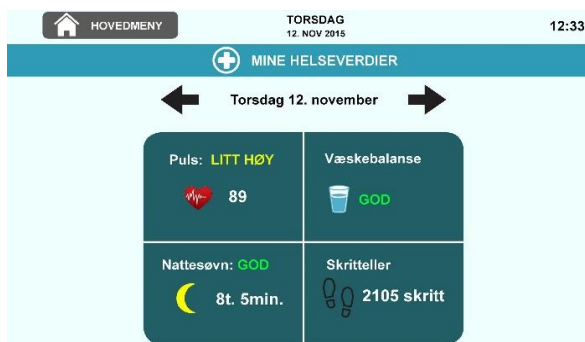 HOVEDMENY
TORSDAG
12. NOV 2015
12:33
MINE HELSEVERDIER
Torsdag 12. november
Puls: LITT HØY
89
Væskebalanse
GOD
Nattesøvn: GOD
8t. 5min.
Skritteller
2105 skritt